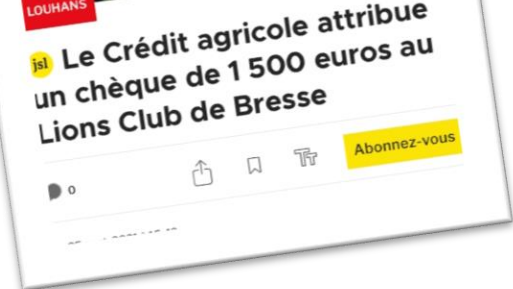 LOUHANS
jsl Le Crédit agricole attribue
un chèque de 1 500 euros au
Lions Club de Bresse
0
Abonnez-vous